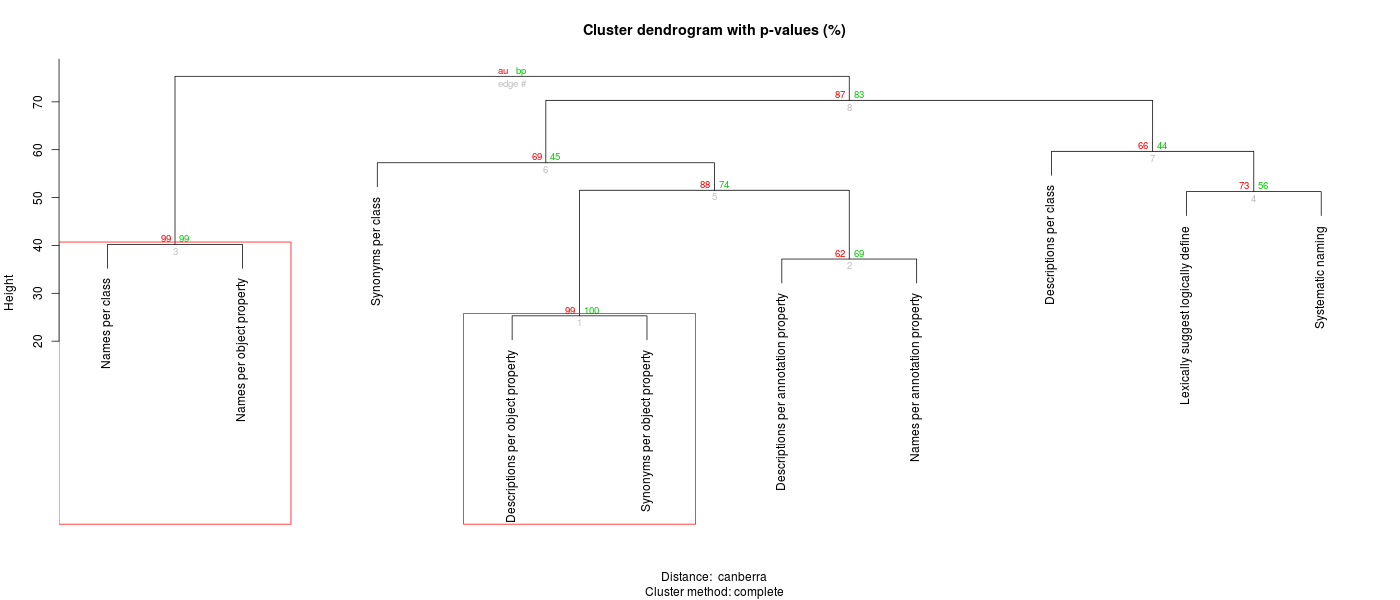 Cluster dendrogram with p-values (%)
au bp
edge #
87 83
8
70
60
50
40
30
20
Height
69 45
6
66 44
7
88 74
5
73 56
4
99 99
3
62 69
2
99 100
1
Names per class
Names per object property
Synonyms per class
Descriptions per object property
Synonyms per object property
Descriptions per annotation property
Names per annotation property
Descriptions per class
Lexically suggest logically define
Systematic naming
Distance: canberra
Cluster method: complete